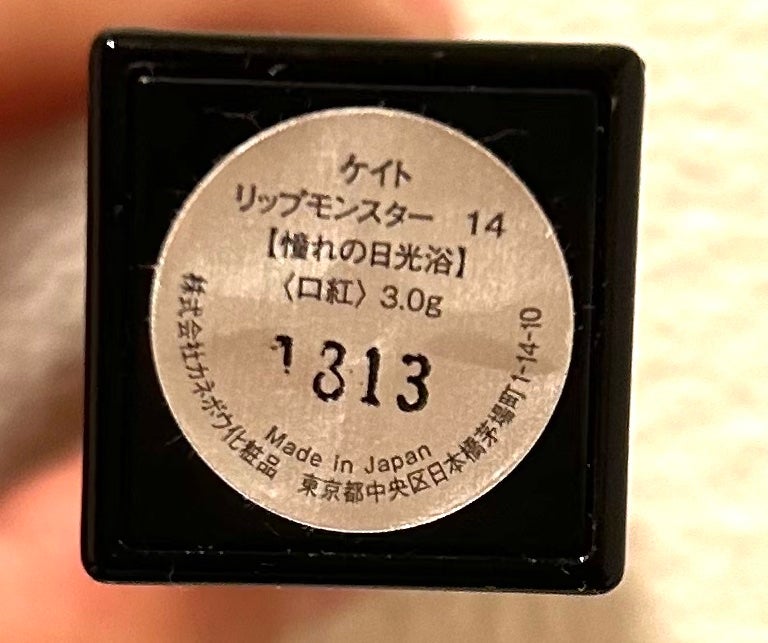 ケイト
リップモンスター 14
【憧れの日光浴】
〈口紅〉 3.0g
1313
Made in Japan
株式会社カネボウ化粧品 東京都中央区日本橋茅場町1-14-10